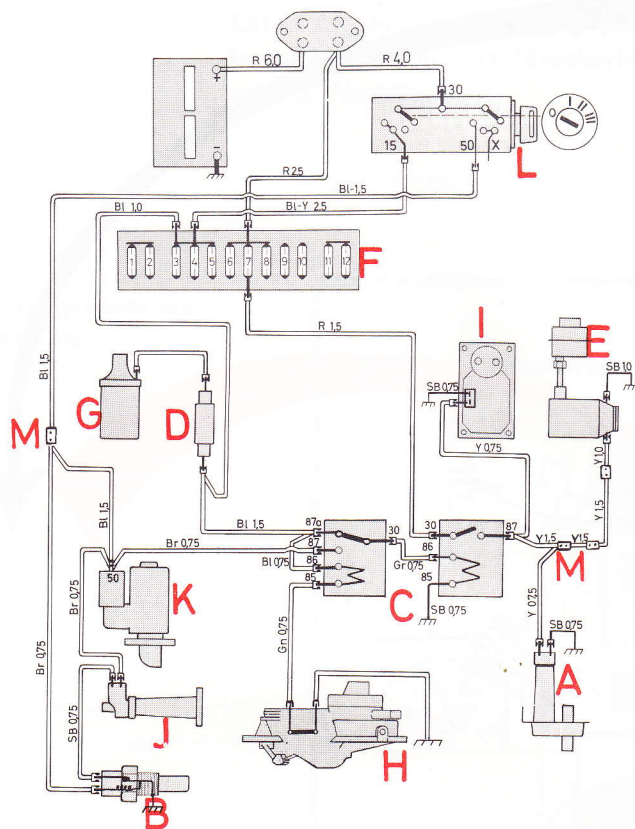 R 6,0
R 4,0
+
30
O I II III
15
50
X
L
R 2,5
Bl-1,5
Bl 1,0
Bl-Y 2,5
1 2 3 4 5 6 7 8 9 10 11 12
F
R 1,5
I
E
SB 0,75
SB 1,0
Bl 1,5
G
D
M
Y 0,75
Y 1,0
Y 1,5
Bl 1,5
Bl 1,5
87a
30
30
87
Y 1,5
Y 1,5
Br 0,75
87
86
Gr 0,75
M
Bl 0,75
86
50
85
C
85
K
SB 0,75
Y 0,75
SB 0,75
Br 0,75
Br 0,75
Gn 0,75
A
SB 0,75
J
H
B